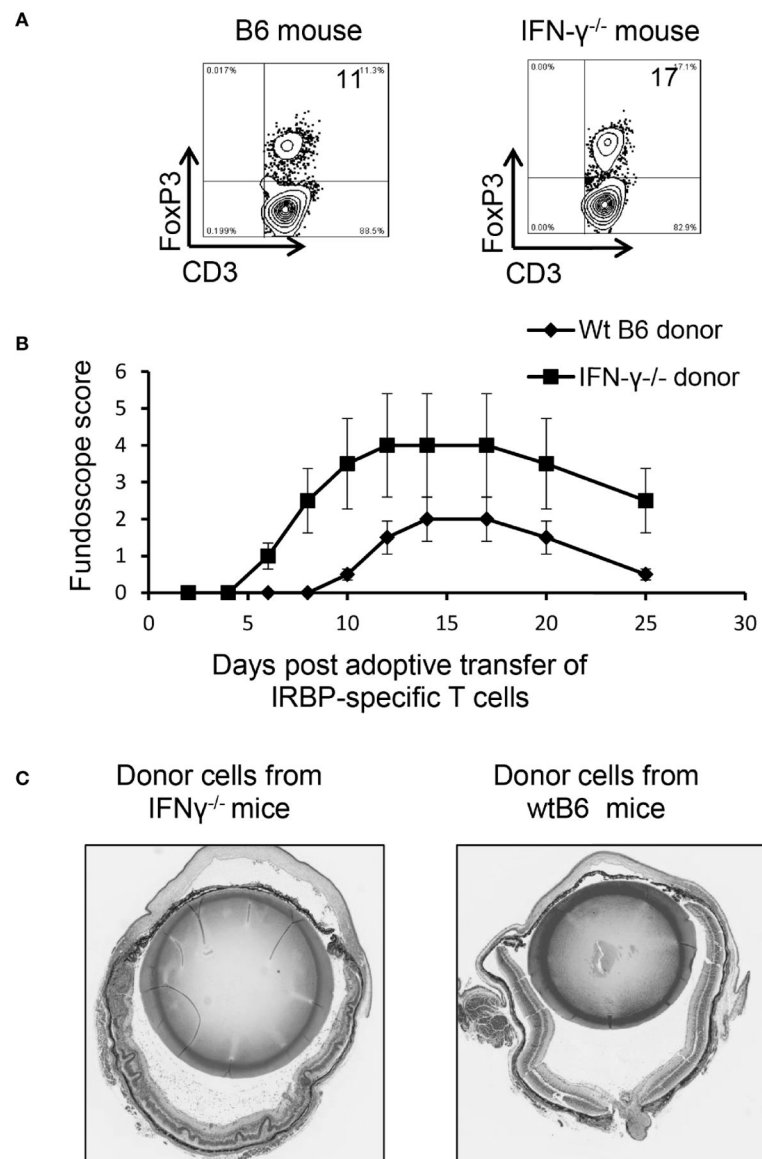 A
B6 mouse
IFN-γ-/- mouse
0.017%
11
11.3%
0.199%
88.5%
FoxP3
CD3
0.00%
17
17.1%
0.00%
82.9%
FoxP3
CD3
B
Wt B6 donor
IFN-γ-/- donor
Fundoscope score
6
5
4
3
2
1
0
0
5
10
15
20
25
30
Days post adoptive transfer of
IRBP-specific T cells
C
Donor cells from
IFNγ-/- mice
Donor cells from
wtB6 mice